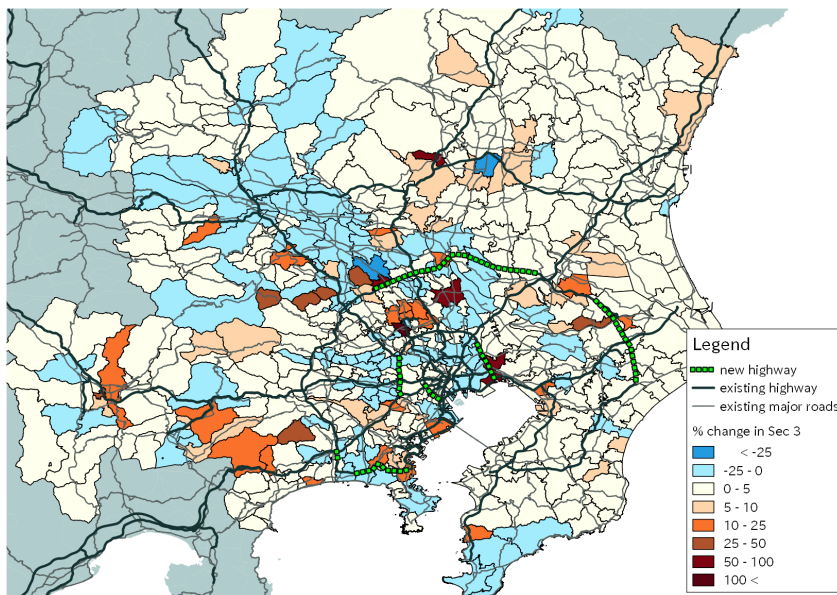 Legend
new highway
existing highway
existing major roads
% change in Sec 3
< -25
-25 - 0
0 - 5
5 - 10
10 - 25
25 - 50
50 - 100
100 <